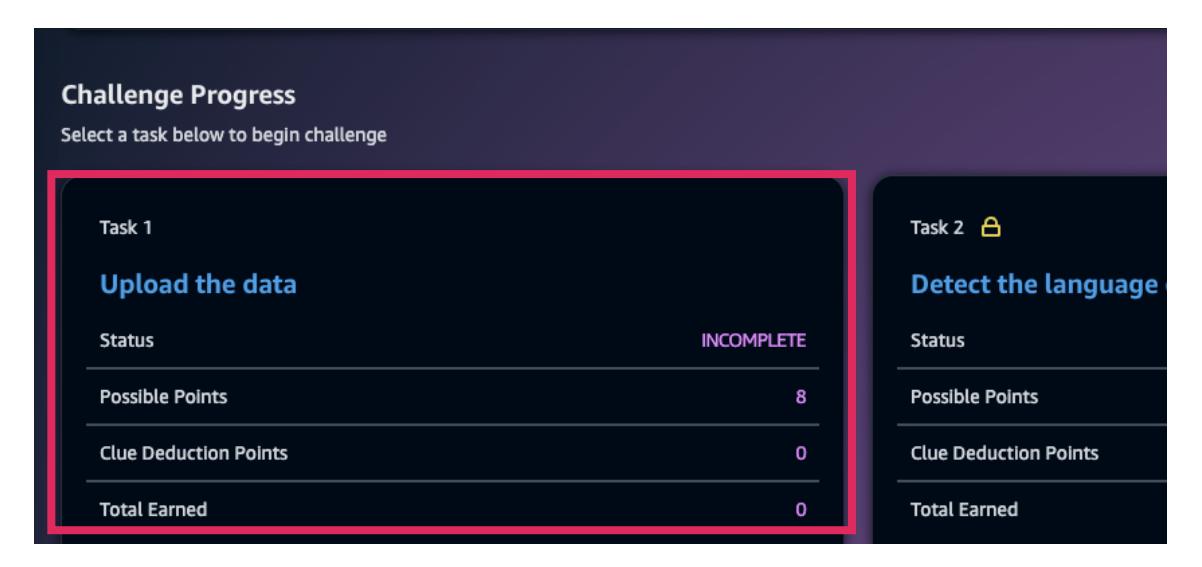 Challenge Progress
Select a task below to begin challenge
Task 1
Upload the data
Status INCOMPLETE
Possible Points 8
Clue Deduction Points 0
Total Earned 0
Task 2
Detect the language
Status
Possible Points
Clue Deduction Points
Total Earned